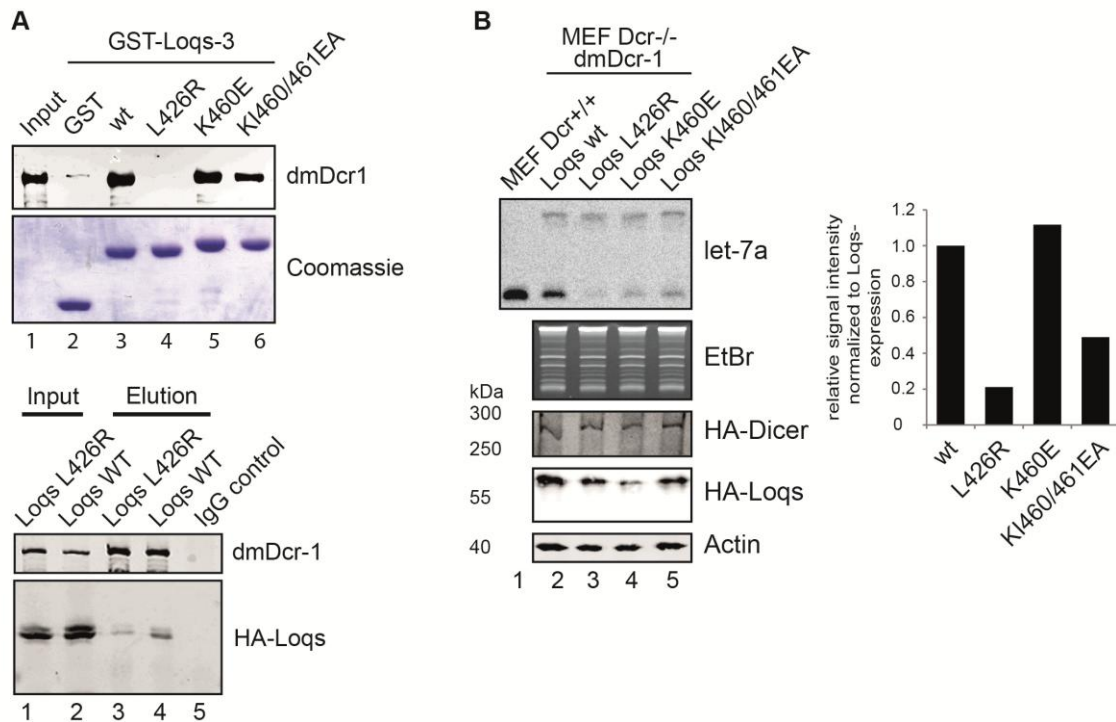 A
GST-Loqs-3
Input
GST
wt
L426R
K460E
KI460/461EA
dmDcr1
Coomassie
1 2 3 4 5 6
Input Elution
Loqs L426R
Loqs WT
Loqs L426R
Loqs WT
IgG control
dmDcr-1
HA-Loqs
1 2 3 4 5
B
MEF Dcr-/-
dmDcr-1
MEF Dcr+/+
Loqs wt
Loqs L426R
Loqs K460E
Loqs KI460/461EA
let-7a
EtBr
kDa
300
250
HA-Dicer
55
HA-Loqs
40
Actin
1 2 3 4 5
relative signal intensity
normalized to Loqs-
expression
1.2
1.0
0.8
0.6
0.4
0.2
0
wt
L426R
K460E
KI460/461EA